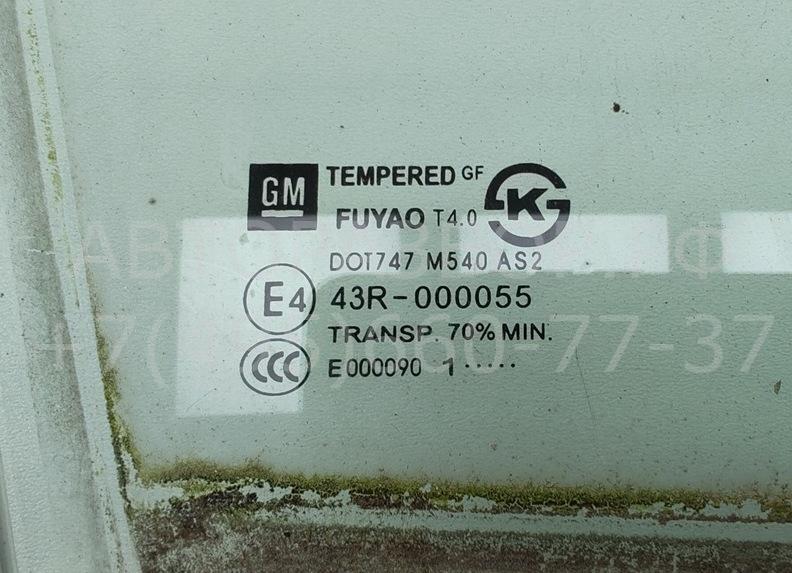 GM TEMPERED GF
FUYAO T4.0
DOT747 M540 AS2
E4 43R-000055
TRANSP. 70% MIN.
CCC E000090 1 ·····